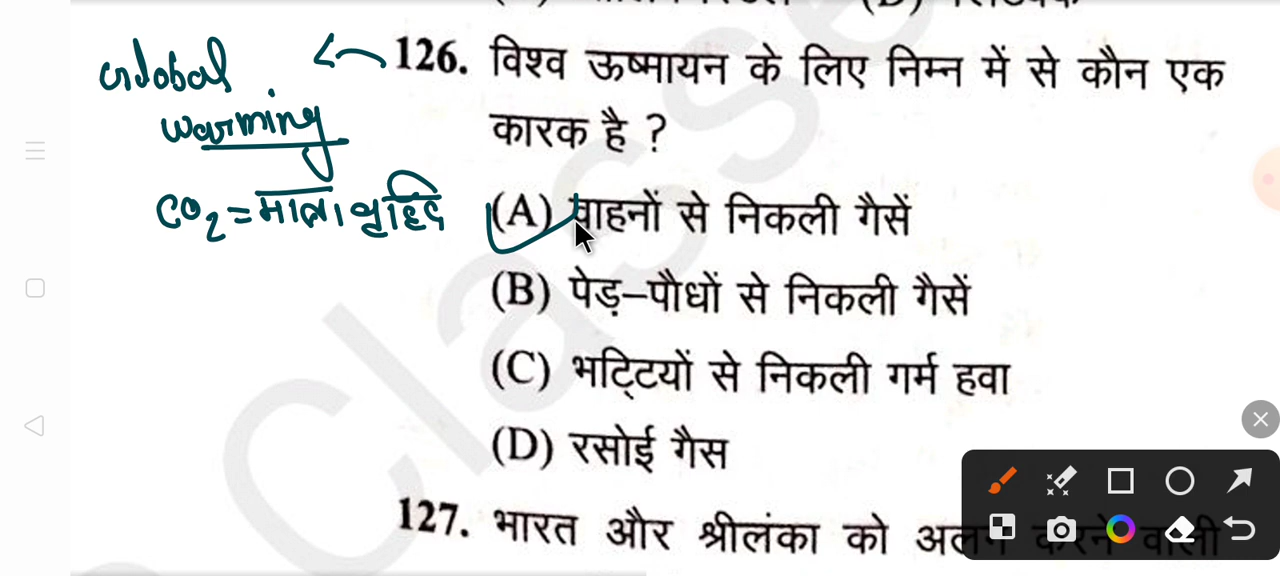 126. विश्व ऊष्मायन के लिए निम्न में से कौन एक
कारक है ?
Global
warming
CO2 = मात्रा वृद्धि
(A) वाहनों से निकली गैसें
(B) पेड़–पौधों से निकली गैसें
(C) भट्टियों से निकली गर्म हवा
(D) रसोई गैस
127. भारत और श्रीलंका को अलग करने वाली
Class